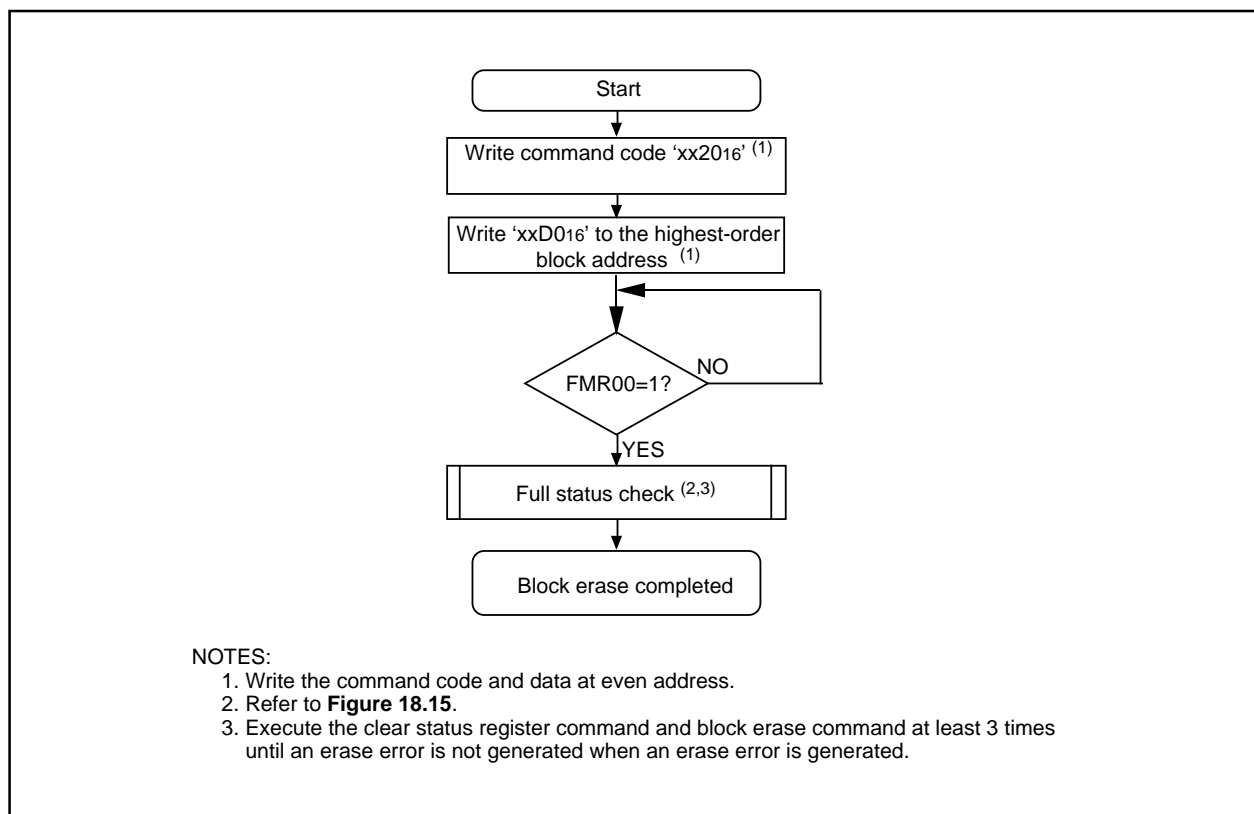 Start
Write command code ‘xx2016’ (1)
Write ‘xxD016’ to the highest-order
block address (1)
FMR00=1?
NO
YES
Full status check (2,3)
Block erase completed
NOTES:
1. Write the command code and data at even address.
2. Refer to Figure 18.15.
3. Execute the clear status register command and block erase command at least 3 times
until an erase error is not generated when an erase error is generated.